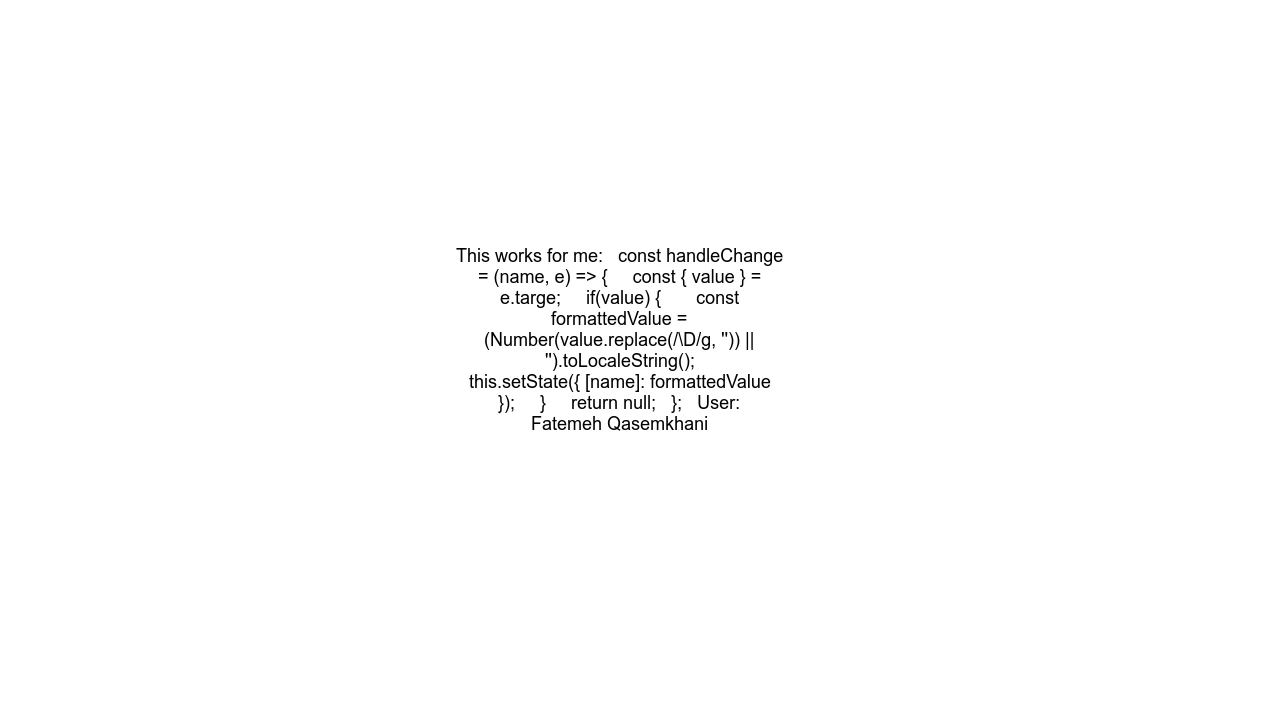 This works for me:   const handleChange
= (name, e) => {     const { value } =
e.targe;     if(value) {       const
formattedValue =
(Number(value.replace(/\D/g, '')) ||
'').toLocaleString();
this.setState({ [name]: formattedValue
});     }     return null;   };   User:
Fatemeh Qasemkhani